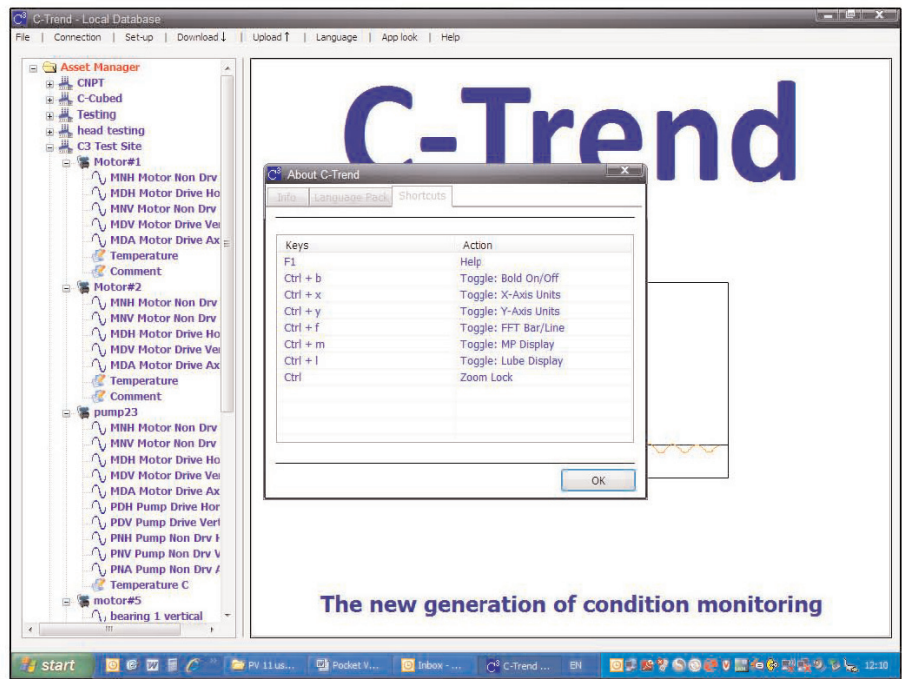 C-Trend - Local Database
File | Connection | Set-up | Download ↓ | Upload ↑ | Language | App look | Help
Asset Manager
CNPT
C-Cubed
Testing
head testing
C3 Test Site
Motor#1
MNH Motor Non Drv
MDH Motor Drive Ho
MNV Motor Non Drv
MDV Motor Drive Ver
MDA Motor Drive Ax
Temperature
Comment
Motor#2
MNH Motor Non Drv
MNV Motor Non Drv
MDH Motor Drive Ho
MDV Motor Drive Ver
MDA Motor Drive Ax
Temperature
Comment
pump23
MNH Motor Non Drv
MNV Motor Non Drv
MDH Motor Drive Ho
MDV Motor Drive Ver
MDA Motor Drive Ax
PDH Pump Drive Hor
PDV Pump Drive Vert
PNH Pump Non Drv H
PNV Pump Non Drv V
PNA Pump Non Drv A
Temperature C
motor#5
bearing 1 vertical
C-Trend
C³ About C-Trend
Info Language Pack Shortcuts
Keys Action
F1 Help
Ctrl + b Toggle: Bold On/Off
Ctrl + x Toggle: X-Axis Units
Ctrl + y Toggle: Y-Axis Units
Ctrl + f Toggle: FFT Bar/Line
Ctrl + m Toggle: MP Display
Ctrl + l Toggle: Lube Display
Ctrl Zoom Lock
OK
The new generation of condition monitoring
start PV 11 us... Pocket V... Inbox - ... C³ C-Trend ... EN 12:10